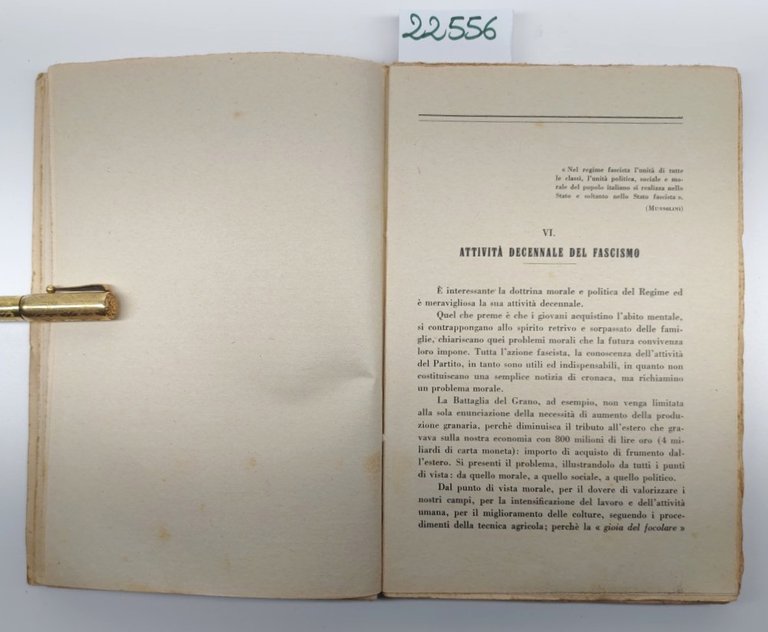 22556
« Nel regime fascista l'unità di tutte
le classi, l'unità politica, sociale e mo-
rale del popolo italiano si realizza nello
Stato e soltanto nello Stato fascista ».
(Mussolini)
VI.
ATTIVITÀ DECENNALE DEL FASCISMO
È interessante la dottrina morale e politica del Regime ed
è meravigliosa la sua attività decennale.
Quel che preme è che i giovani acquistino l'abito mentale,
si contrappongano allo spirito retrivo e sorpassato delle fami-
glie, chiariscano quei problemi morali che la futura convivenza
loro impone. Tutta l'azione fascista, la conoscenza dell'attività
del Partito, in tanto sono utili ed indispensabili, in quanto non
costituiscano una semplice notizia di cronaca, ma richiamino
un problema morale.
La Battaglia del Grano, ad esempio, non venga limitata
alla sola enunciazione della necessità di aumento della produ-
zione granaria, perchè diminuisca il tributo all'estero che gra-
vava sulla nostra economia con 800 milioni di lire oro (4 mi-
liardi di carta moneta): importo di acquisto di frumento dal-
l'estero. Si presenti il problema, illustrandolo da tutti i punti
di vista: da quello morale, a quello sociale, a quello politico.
Dal punto di vista morale, per il dovere di valorizzare i
nostri campi, per la intensificazione del lavoro e dell'attività
umana, per il miglioramento delle colture, seguendo i proce-
dimenti della tecnica agricola; perchè la « gioia del focolare »